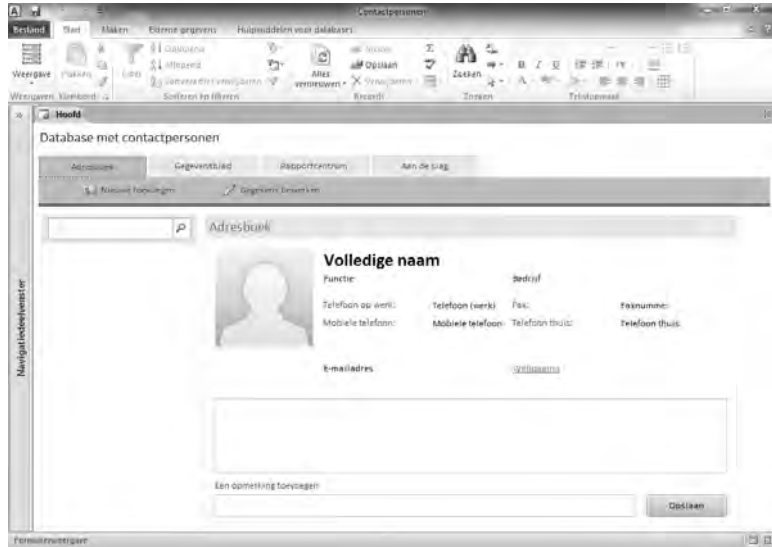 Contactpersonen
Bestand Start Maken Externe gegevens Hulpmiddelen voor databases
Weergave Plakken Filter Oplopend Aflopend Alles vernieuwen Opslaan Verwijderen Zoeken B I U
Weergaven Klembord Sorteren en filteren Records Zoeken Tekstopmaak
Hoofd
Database met contactpersonen
Adresboek Gegevensblad Rapportcentrum Aan de slag
Nieuwe toevoegen Gegevens bewerken
Adresboek
Volledige naam
Functie Bedrijf
Telefoon op werk: Telefoon (werk) Fax: Faxnummer
Mobiele telefoon: Mobiele telefoon Telefoon thuis: Telefoon thuis
E-mailadres Webpagina
Navigatiedeelvenster
Een opmerking toevoegen
Opslaan
Formulierweergave